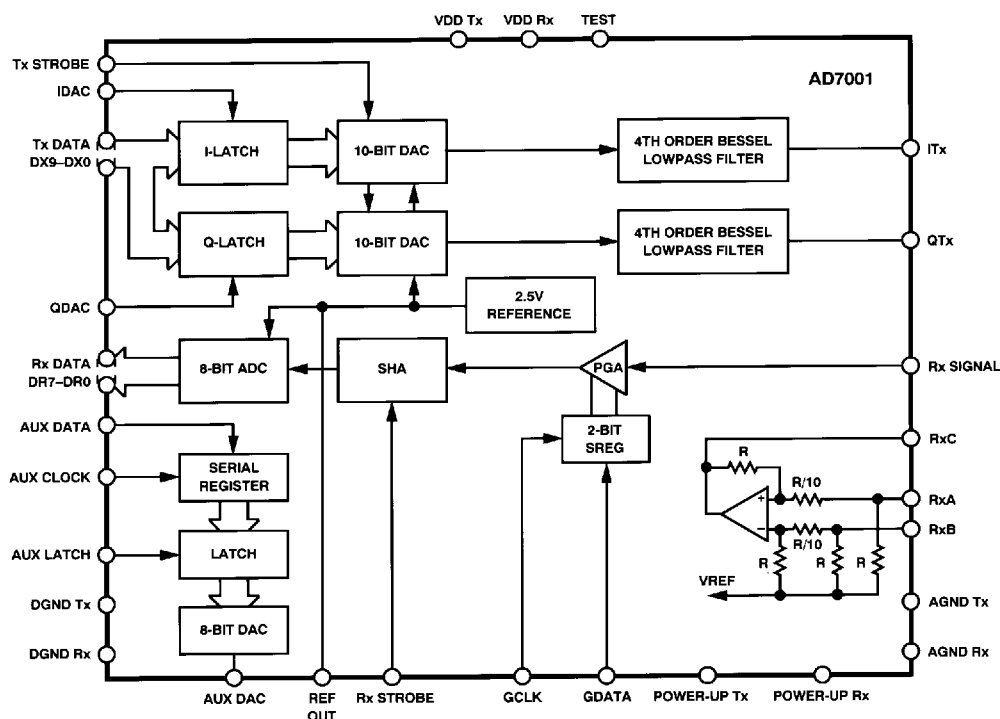 VDD Tx
VDD Rx
TEST
Tx STROBE
AD7001
IDAC
Tx DATA
DX9–DX0
I-LATCH
10-BIT DAC
4TH ORDER BESSEL
LOWPASS FILTER
ITx
Q-LATCH
10-BIT DAC
4TH ORDER BESSEL
LOWPASS FILTER
QTx
QDAC
2.5V
REFERENCE
Rx DATA
DR7–DR0
8-BIT ADC
SHA
PGA
Rx SIGNAL
AUX DATA
2-BIT
SREG
RxC
AUX CLOCK
SERIAL
REGISTER
R
+
R/10
RxA
–
R/10
RxB
AUX LATCH
LATCH
R
R
R
VREF
DGND Tx
AGND Tx
8-BIT DAC
DGND Rx
AGND Rx
AUX DAC
REF
OUT
Rx STROBE
GCLK
GDATA
POWER-UP Tx
POWER-UP Rx